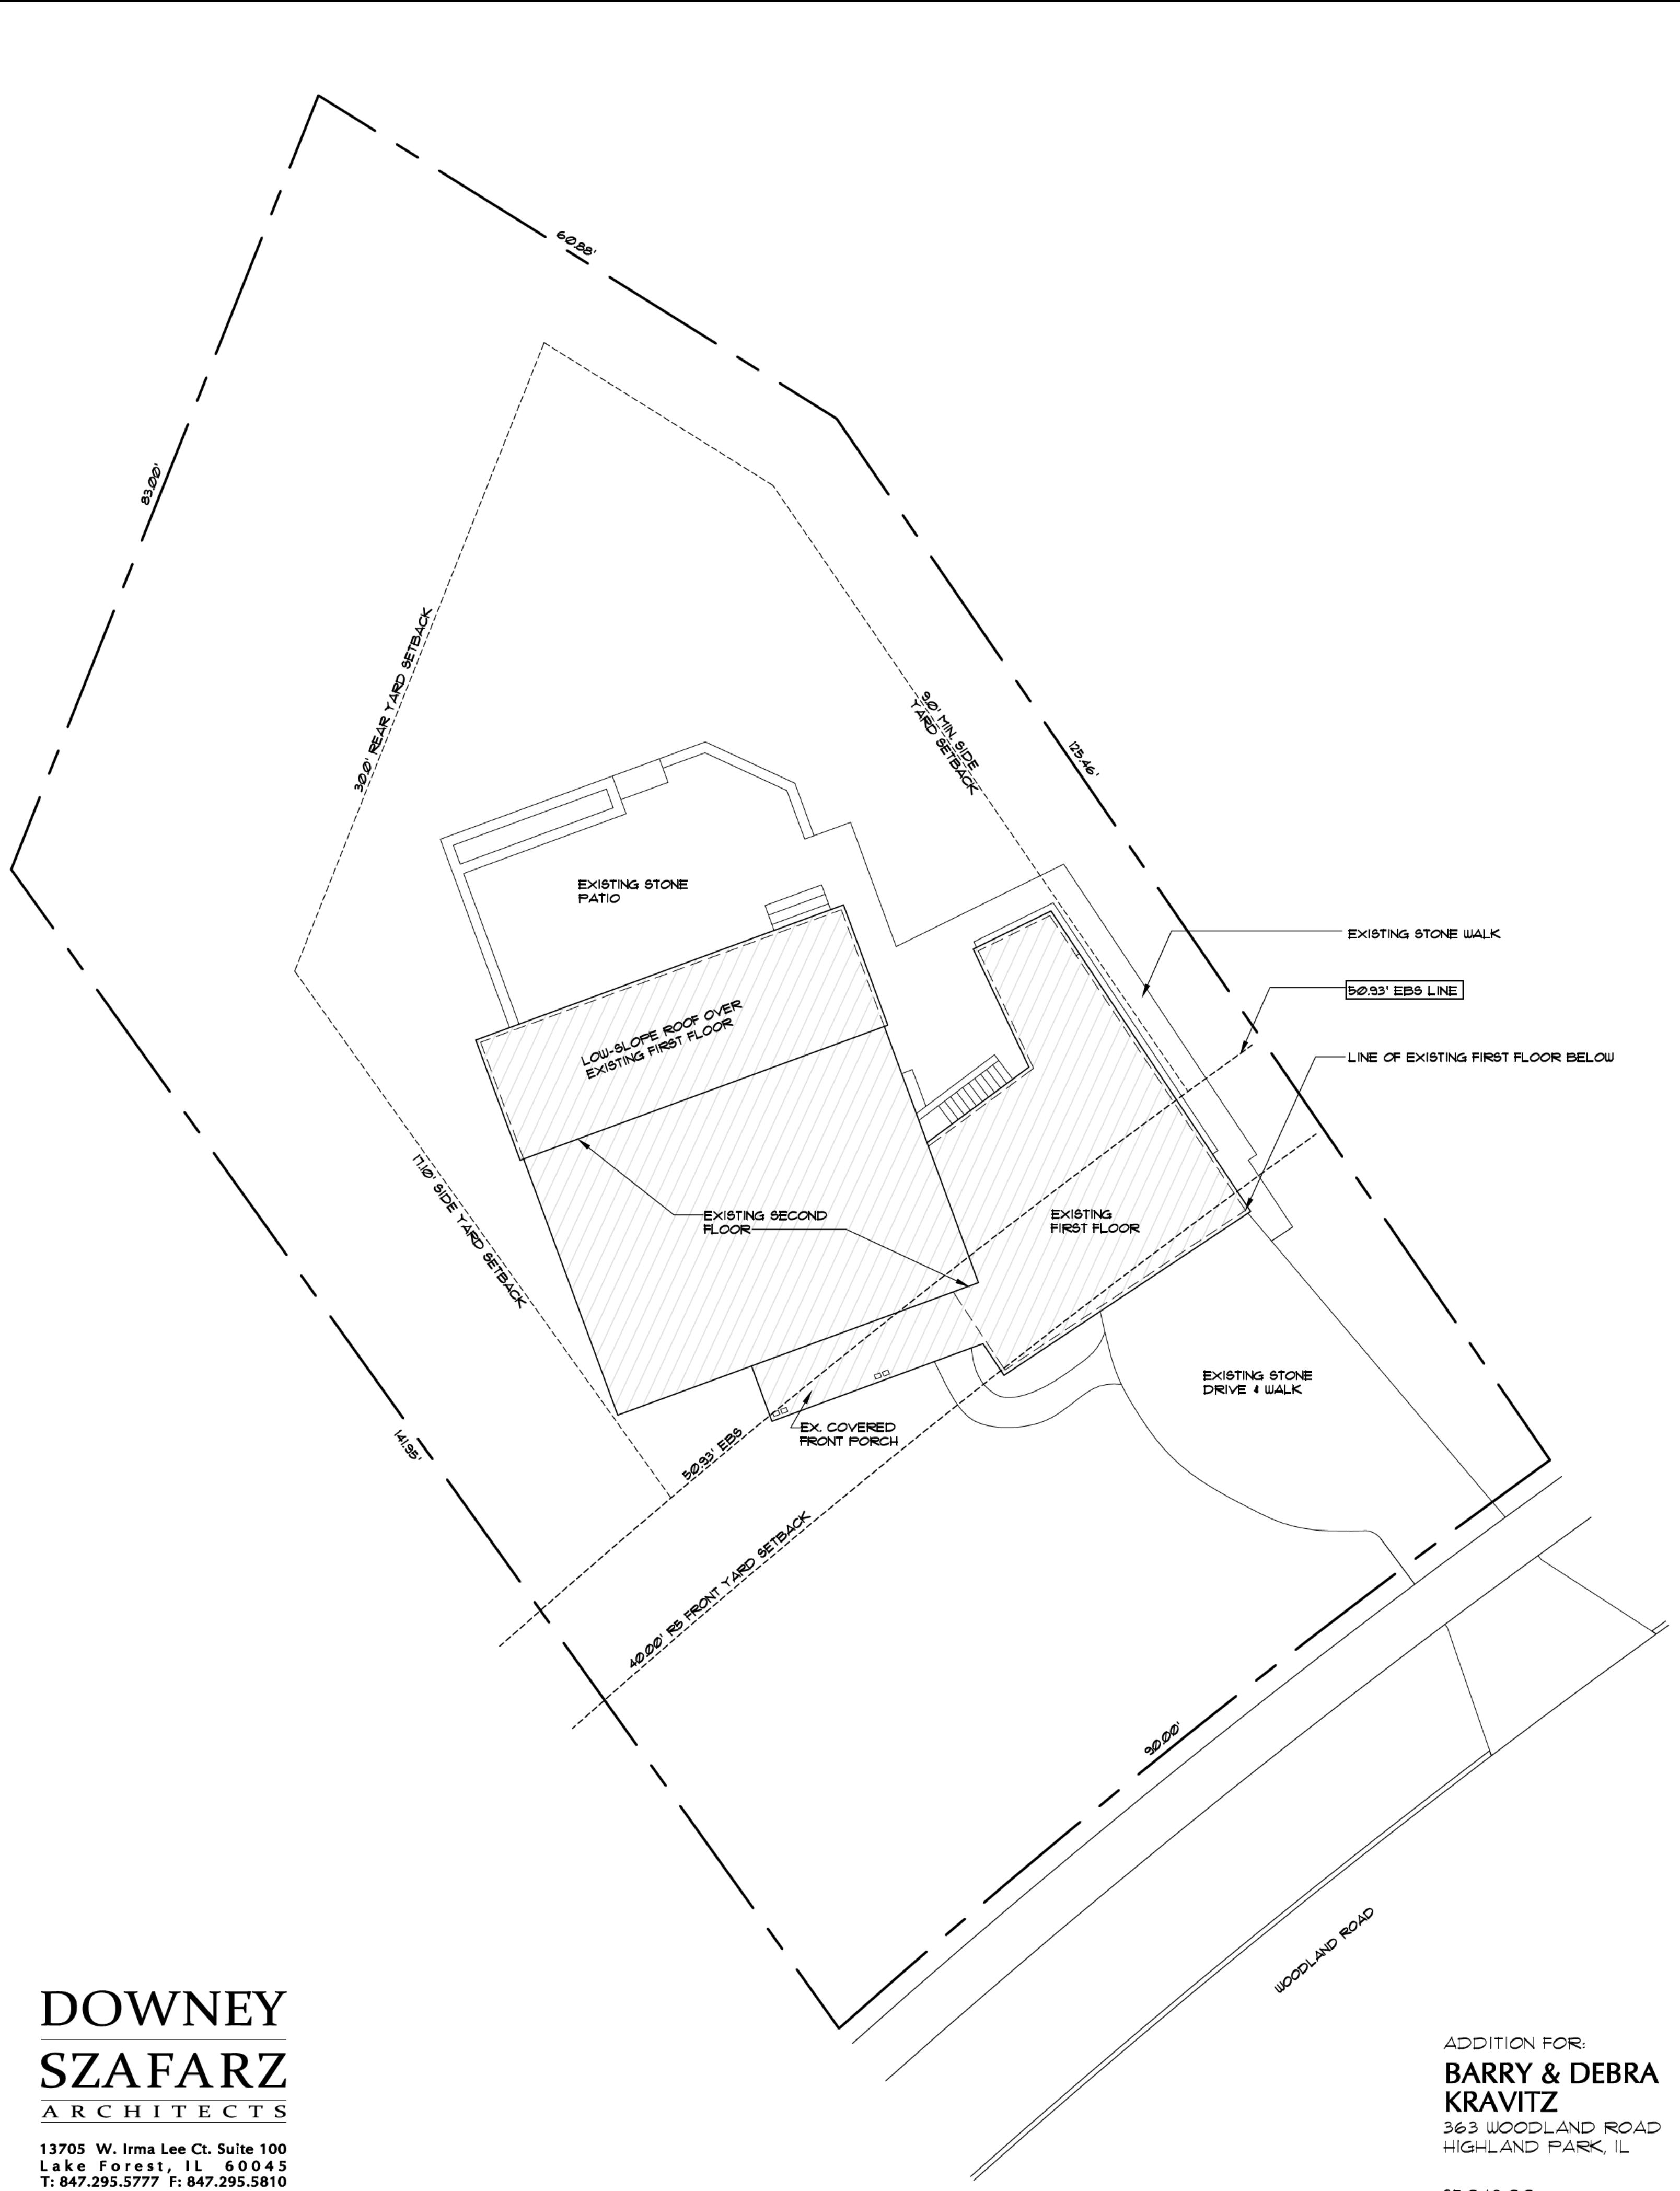 60.88'
83.00'
30.0' REAR YARD SETBACK
9.0' MIN. SIDE
YARD SETBACK
125.46'
EXISTING STONE
PATIO
EXISTING STONE WALK
50.93' EBS LINE
LOW-SLOPE ROOF OVER
EXISTING FIRST FLOOR
LINE OF EXISTING FIRST FLOOR BELOW
17.10' SIDE YARD SETBACK
EXISTING SECOND
FLOOR
EXISTING
FIRST FLOOR
EXISTING STONE
DRIVE & WALK
EX. COVERED
FRONT PORCH
141.95'
50.93' EBS
40.00' R5 FRONT YARD SETBACK
90.00'
WOODLAND ROAD
DOWNEY
SZAFARZ
ARCHITECTS
13705 W. Irma Lee Ct. Suite 100
Lake Forest, IL 60045
T: 847.295.5777 F: 847.295.5810
ADDITION FOR:
BARRY & DEBRA
KRAVITZ
363 WOODLAND ROAD
HIGHLAND PARK, IL